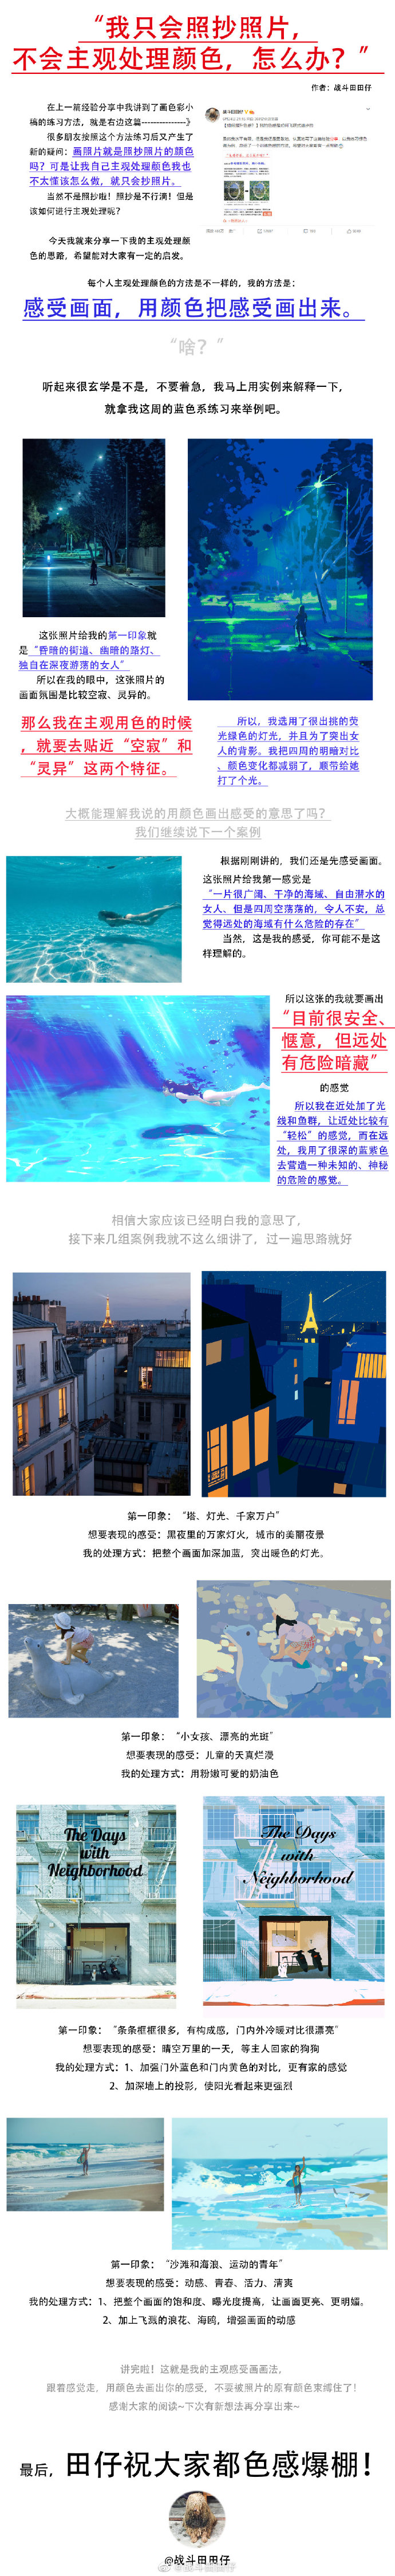 “我只会照抄照片，
不会主观处理颜色，怎么办？”
作者：战斗田田仔
在上一篇经验分享中我讲到了画色彩小
稿的练习方法，就是有边这篇---------------》
很多朋友按照这个方法练习后又产生了
新的疑问：画照片就是照抄照片的颜色
吗？可是让我自己主观处理颜色我也
不太懂该怎么做，就只会抄照片。
当然不是照抄啦！照抄是不行滴！但是
该如何进行主观处理呢？
今天我就来分享一下我的主观处理颜
色的思路，希望能对大家有一定的启发。
每个人主观处理颜色的方法是不一样的，我的方法是：
感受画面，用颜色把感受画出来。
“啥？”
听起来很玄学是不是，不要着急，我马上用实例来解释一下，
就拿我这周的蓝色系练习来举例吧。
这张照片给我的第一印象就
是“昏暗的街道、幽暗的路灯、
独自在深夜游荡的女人”
所以在我的眼中，这张照片的
画面氛围是比较空寂、灵异的。
那么我在主观用色的时候
，就要去贴近“空寂”和
“灵异”这两个特征。
所以，我选用了很出挑的荧
光绿色的灯光，并且为了突出女
人的背影。我把四周的明暗对比
、颜色变化都减弱了，顺带给她
打了个光。
大概能理解我说的用颜色画出感受的意思了吗？
我们继续说下一个案例
根据刚刚讲的，我们还是先感受画面。
这张照片给我第一感觉是
“一片很广阔、干净的海域、自由潜水的
女人、但是四周空荡荡的，令人不安，总
觉得远处的海域有什么危险的存在”
当然，这是我的感受，你可能不是这
样理解的。
所以这张的我就要画出
“目前很安全、
惬意，但远处
有危险暗藏”
的感觉
所以我在近处加了光
线和鱼群，让近处比较有
“轻松”的感觉，而在远
处，我用了很深的蓝紫色
去营造一种未知的、神秘
的危险的感觉。
相信大家应该已经明白我的意思了，
接下来几组案例我就不这么细讲了，过一遍思路就好
第一印象：“塔、灯光、千家万户”
想要表现的感受：黑夜里的万家灯火，城市的美丽夜景
我的处理方式：把整个画面加深加蓝，突出暖色的灯光。
第一印象：“小女孩、漂亮的光斑”
想要表现的感受：儿童的天真烂漫
我的处理方式：用粉嫩可爱的奶油色
The Days
with
Neighborhood
The Days
with
Neighborhood
第一印象：“条条框框很多，有构成感，门内外冷暖对比很漂亮”
想要表现的感受：晴空万里的一天，等主人回家的狗狗
我的处理方式：1、加强门外蓝色和门内黄色的对比，更有家的感觉
2、加深墙上的投影，使阳光看起来更强烈
第一印象：“沙滩和海浪、运动的青年”
想要表现的感受：动感、青春、活力、清爽
我的处理方式：1、把整个画面的饱和度、曝光度提高，让画面更亮、更明媚。
2、加上飞溅的浪花、海鸥，增强画面的动感
讲完啦！这就是我的主观感受画画法，
跟着感觉走，用颜色去画出你的感受，不要被照片的原有颜色束缚住了！
感谢大家的阅读~下次有新想法再分享出来~
最后，田仔祝大家都色感爆棚！
@战斗田田仔